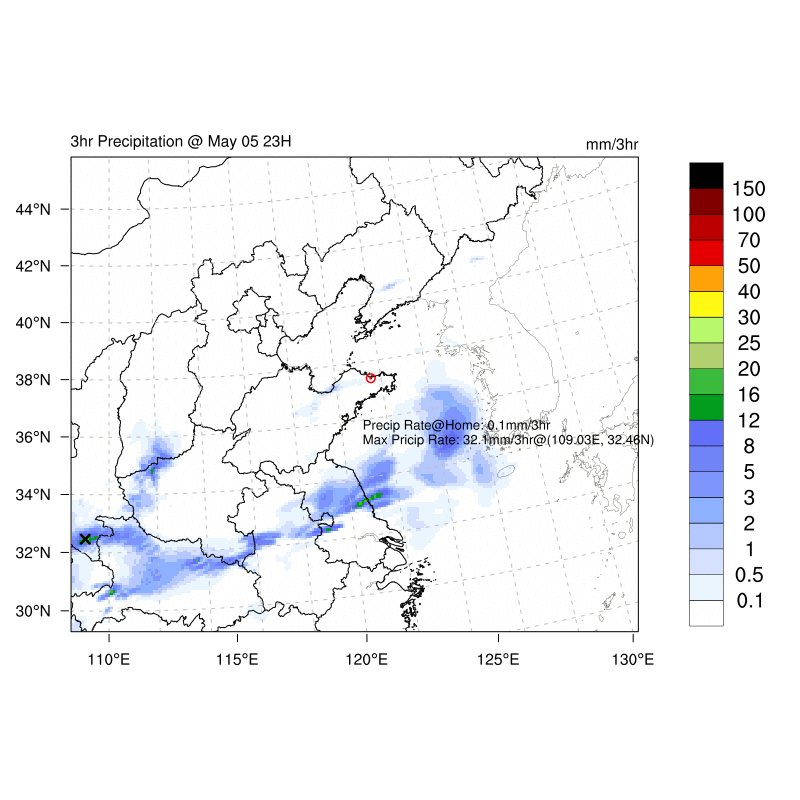 3hr Precipitation @ May 05 23H
mm/3hr
44°N
42°N
40°N
38°N
36°N
34°N
32°N
30°N
110°E
115°E
120°E
125°E
130°E
Precip Rate@Home: 0.1mm/3hr
Max Pricip Rate: 32.1mm/3hr@(109.03E, 32.46N)
150
100
70
50
40
30
25
20
16
12
8
5
3
2
1
0.5
0.1